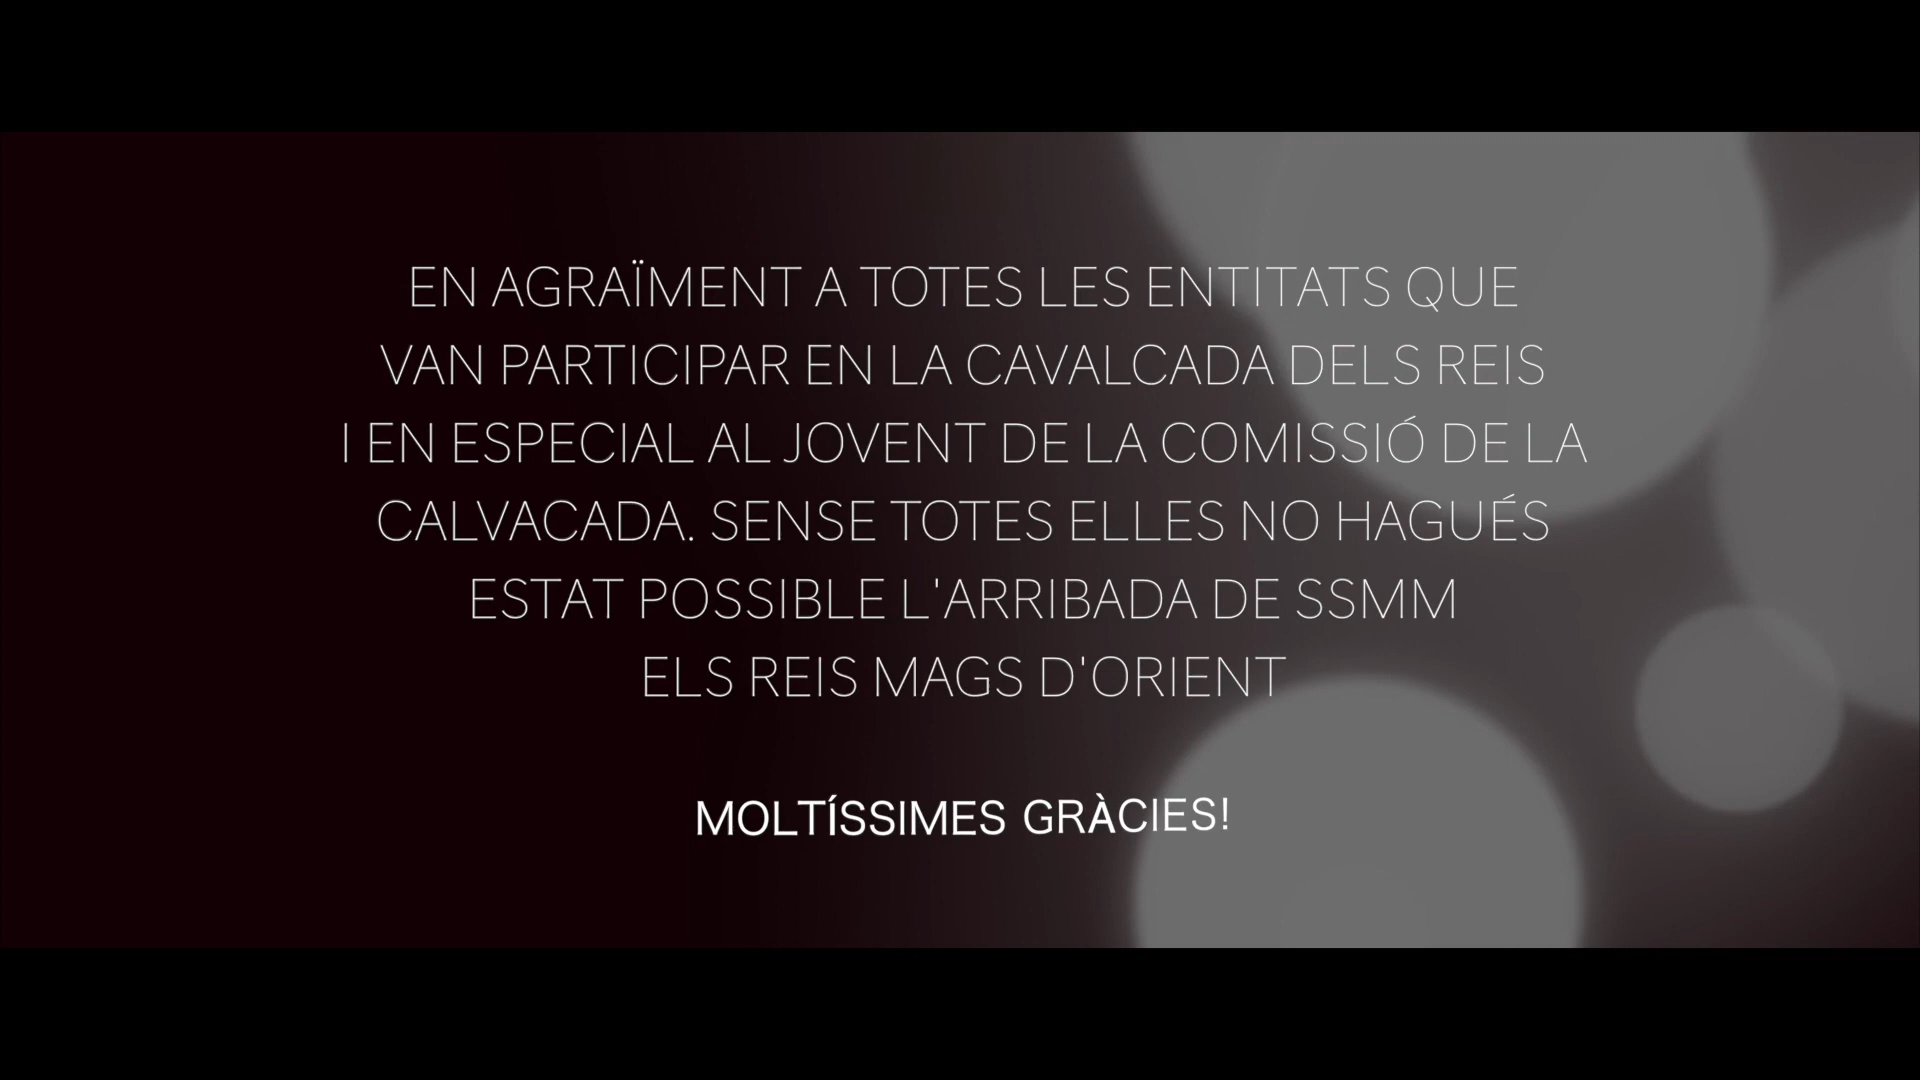 EN AGRAÏMENT A TOTES LES ENTITATS QUE
VAN PARTICIPAR EN LA CAVALCADA DELS REIS
I EN ESPECIAL AL JOVENT DE LA COMISSIÓ DE LA
CALVACADA. SENSE TOTES ELLES NO HAGUÉS
ESTAT POSSIBLE L'ARRIBADA DE SSMM
ELS REIS MAGS D'ORIENT
MOLTÍSSIMES GRÀCIES!